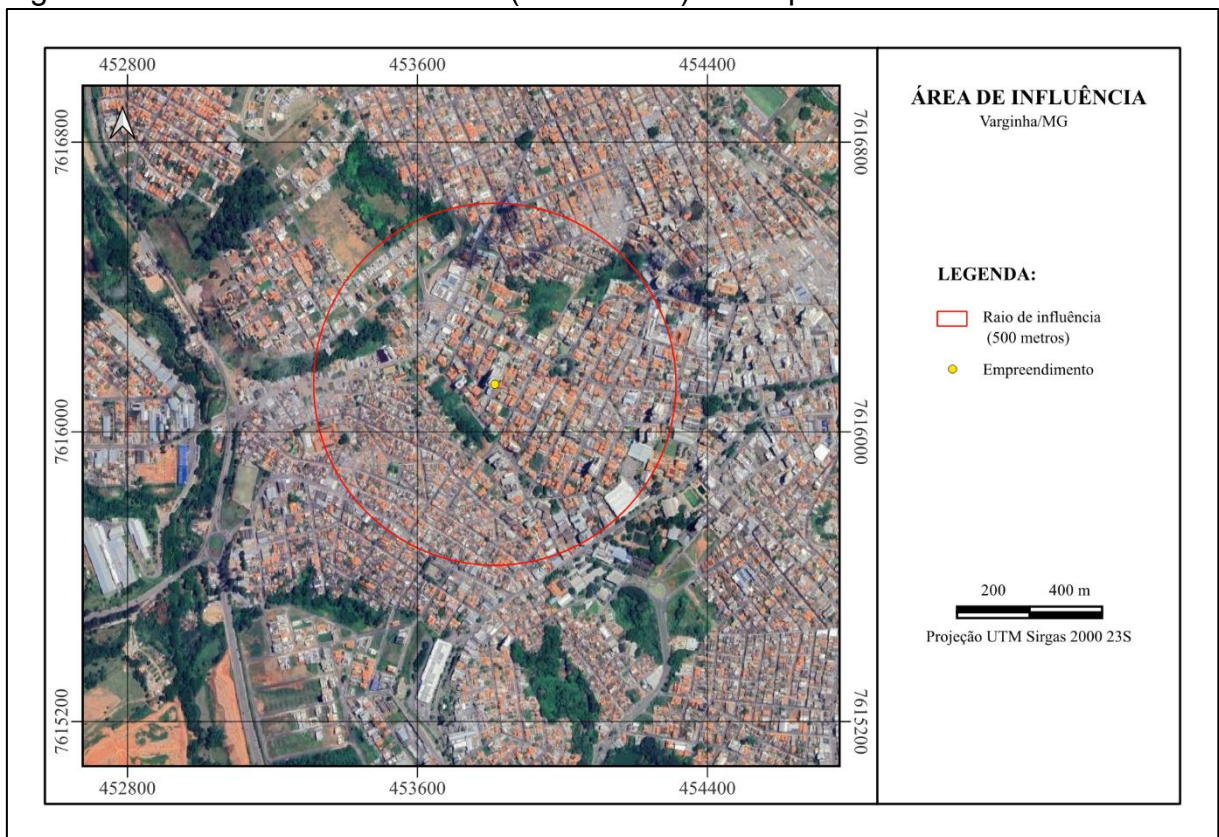 452800 453600 454400
7616800 7616800
7616000 7616000
7615200 7615200
452800 453600 454400
ÁREA DE INFLUÊNCIA
Varginha/MG
LEGENDA:
Raio de influência
(500 metros)
Empreendimento
200 400 m
Projeção UTM Sirgas 2000 23S